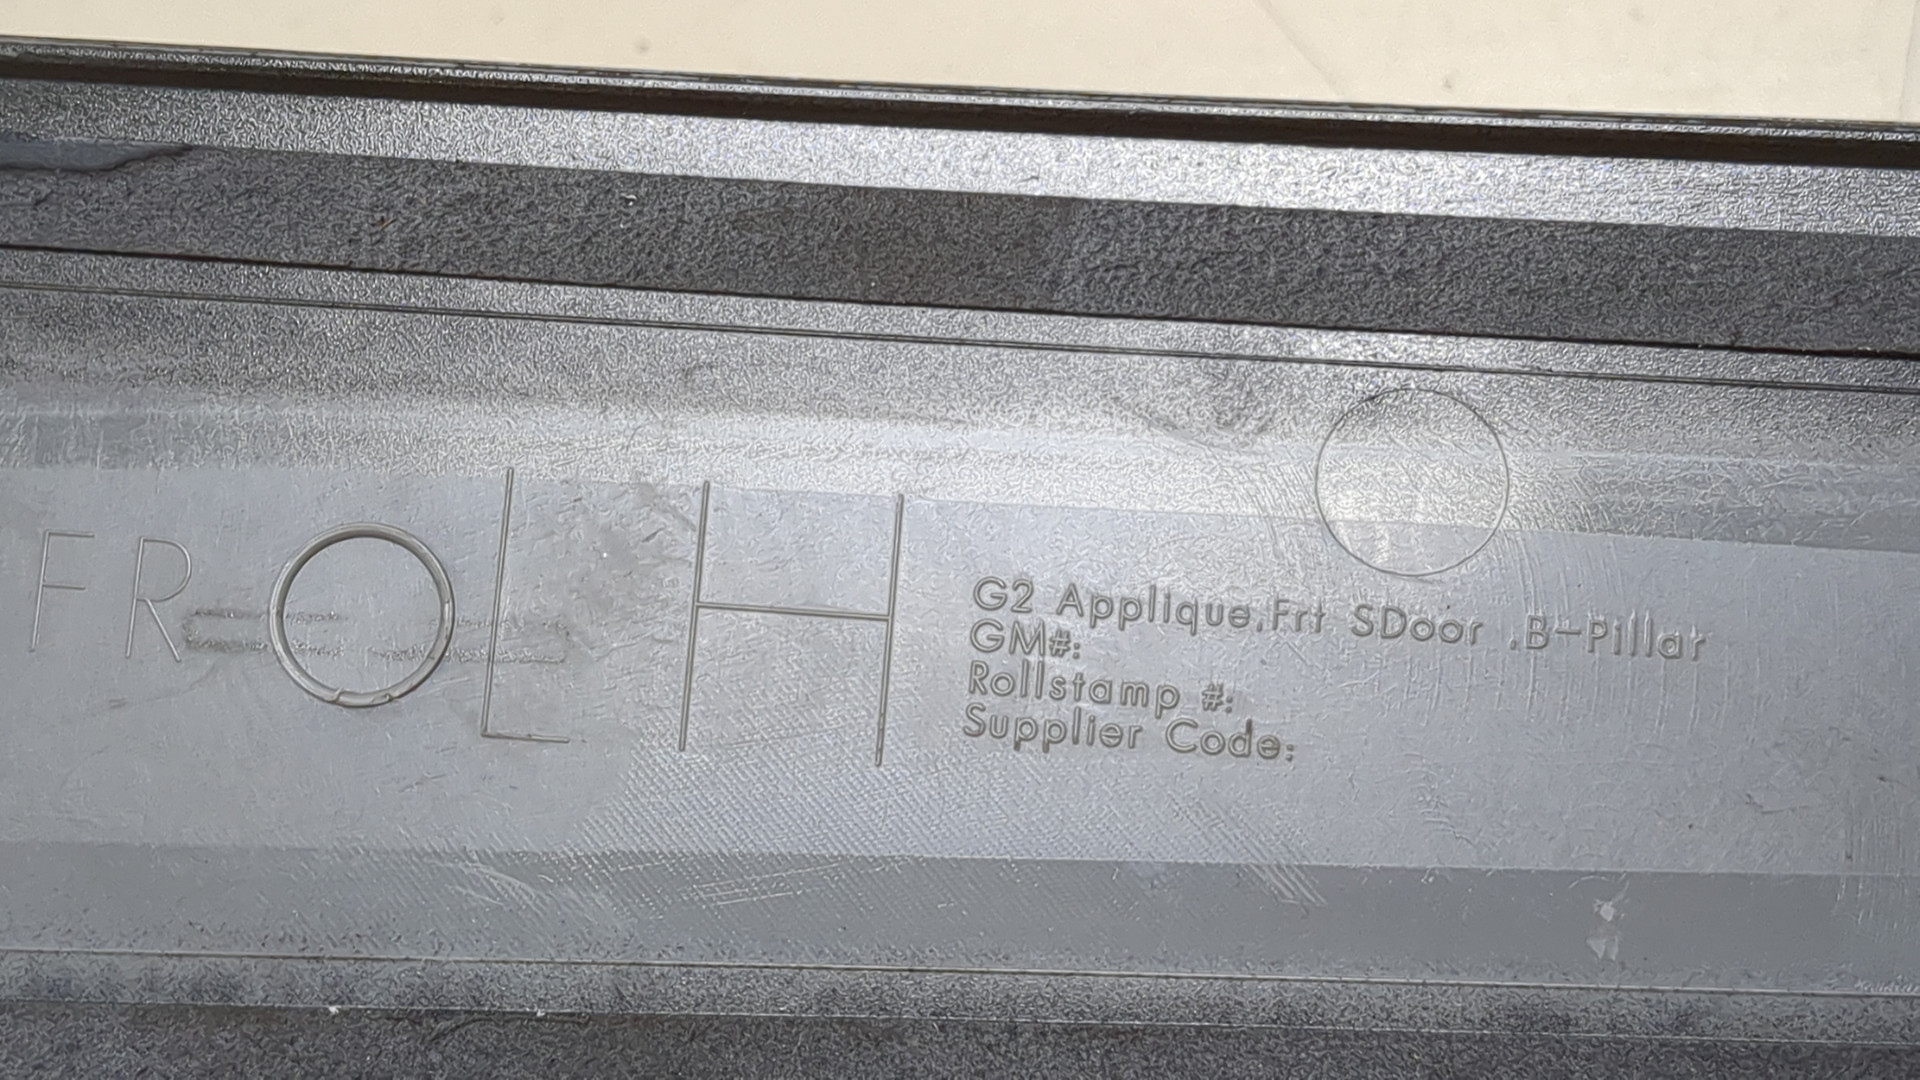 FR LH
G2 Applique,Frt SDoor ,B-Pillar
GM#:
Rollstamp #:
Supplier Code: